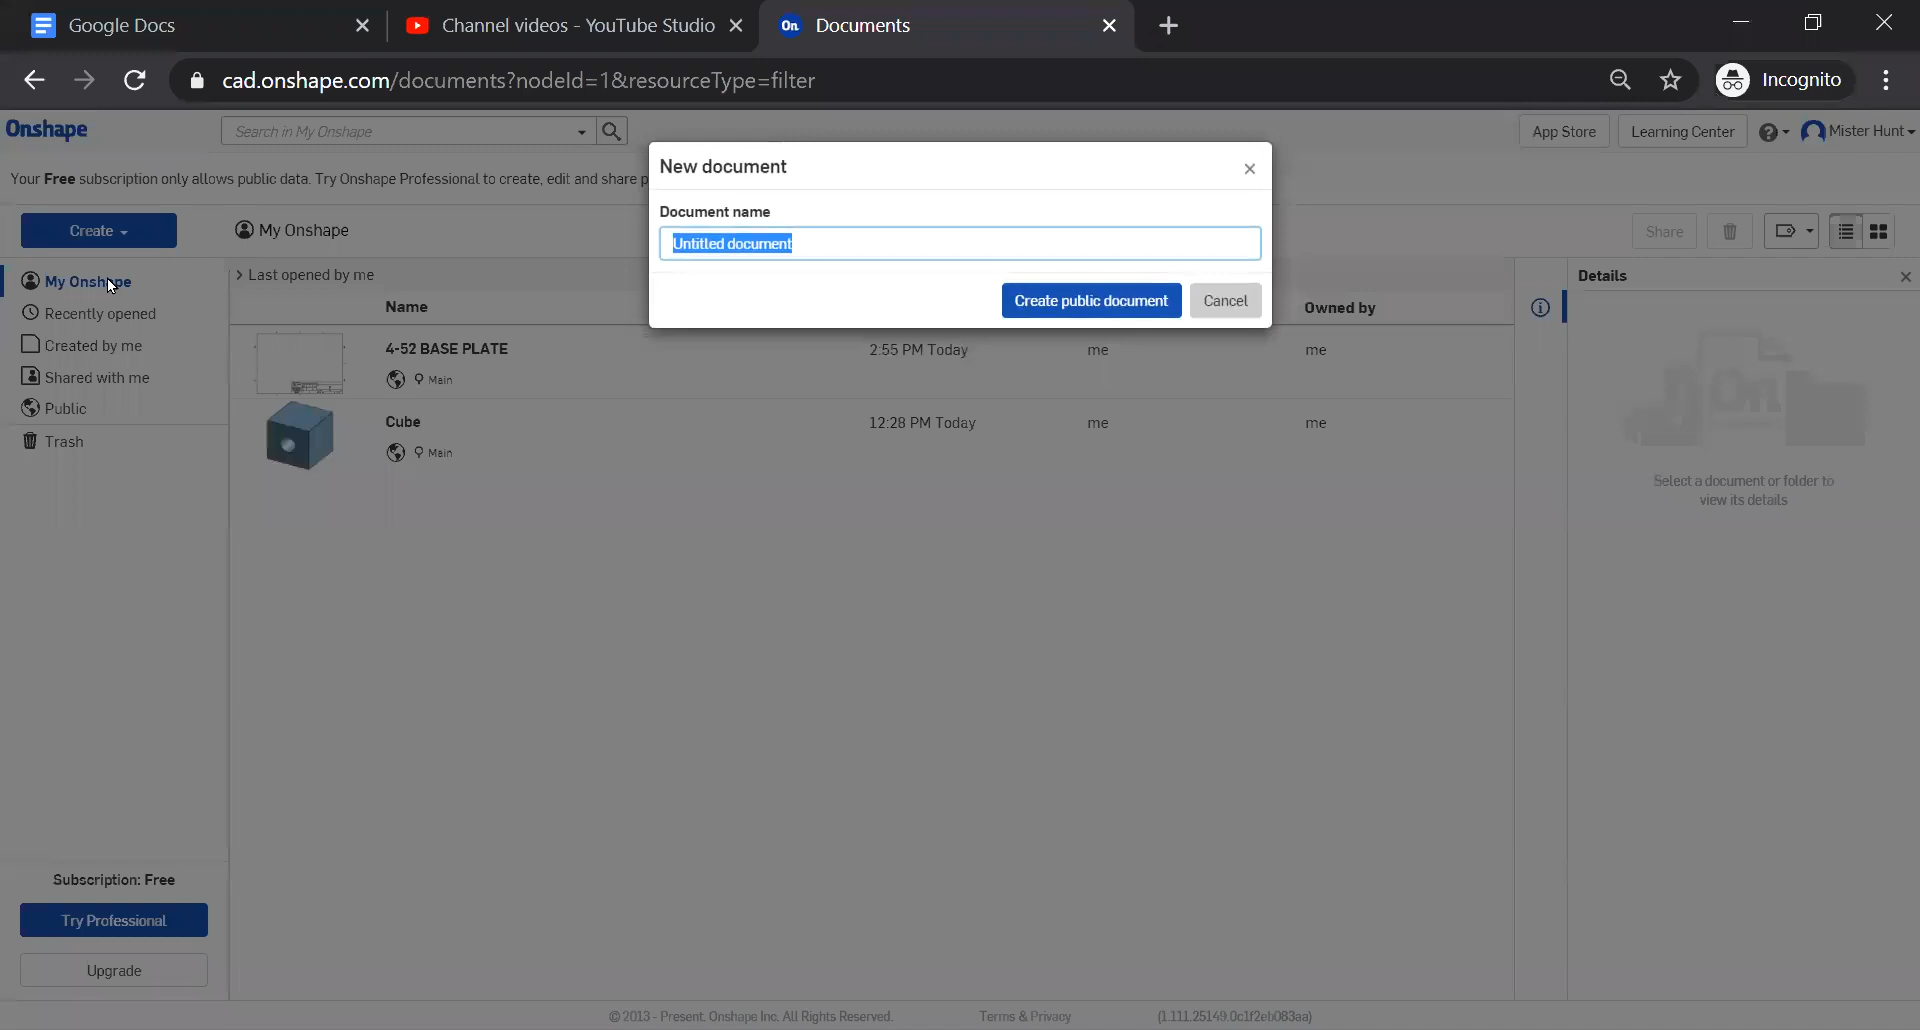 Google Docs
Channel videos - YouTube Studio
On
Documents
cad.onshape.com/documents?nodeId=1&resourceType=filter
Incognito
Onshape
Search in My Onshape
App Store
Learning Center
Mister Hunt
Your Free subscription only allows public data. Try Onshape Professional to create, edit and share p
New document
Document name
Untitled document
Create public document
Cancel
Create
My Onshape
Share
My Onshape
Recently opened
Created by me
Shared with me
Public
Trash
Last opened by me
Name
Owned by
4-52 BASE PLATE
Main
2:55 PM Today
me
me
Cube
Main
12:28 PM Today
me
me
Details
On
Select a document or folder to
view its details
Subscription: Free
Try Professional
Upgrade
© 2013 - Present. Onshape Inc. All Rights Reserved.
Terms & Privacy
(1.111.25149.0c1f2eb083aa)